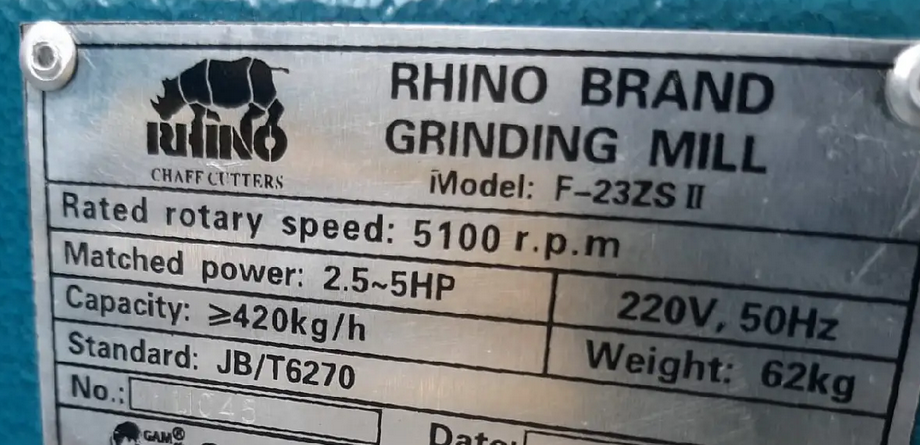 RHINO
CHAFF CUTTERS
RHINO BRAND
GRINDING MILL
Model: F-23ZS II
Rated rotary speed: 5100 r.p.m
Matched power: 2.5~5HP
220V, 50Hz
Capacity: ≥420kg/h
Weight: 62kg
Standard: JB/T6270
No.:
Date:
GAM®